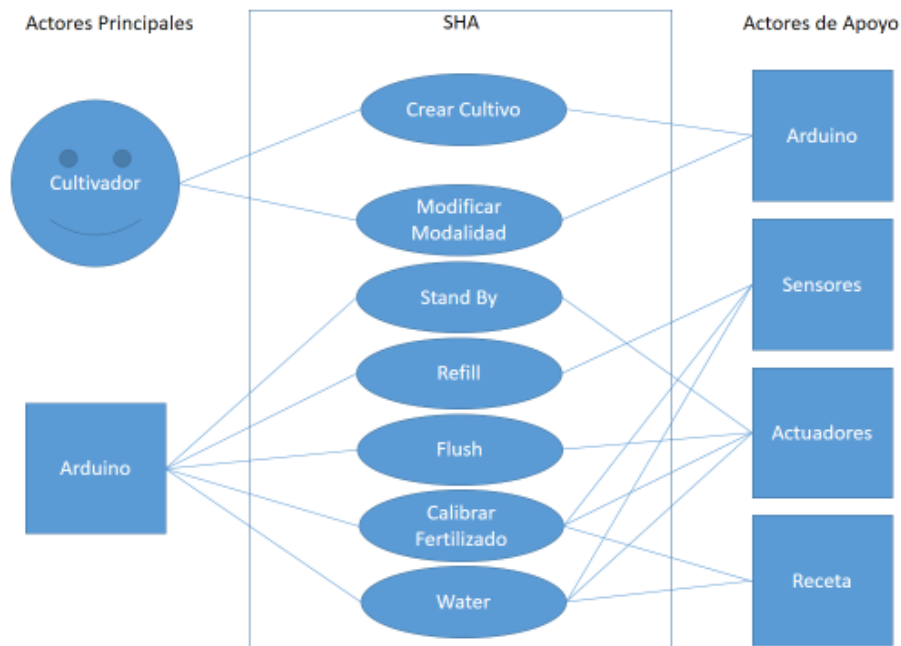 Actores Principales
SHA
Actores de Apoyo
Cultivador
Arduino
Crear Cultivo
Modificar
Modalidad
Stand By
Refill
Flush
Calibrar
Fertilizado
Water
Arduino
Sensores
Actuadores
Receta